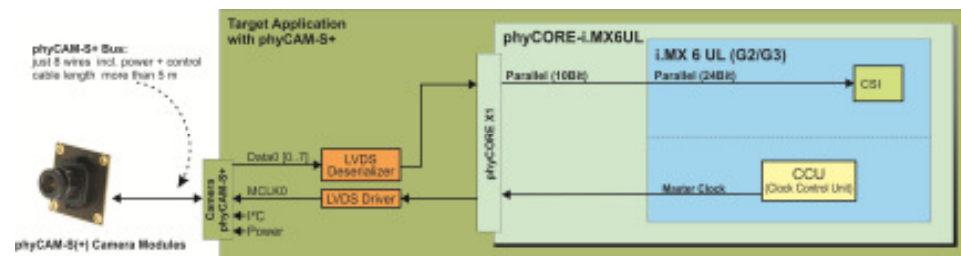 phyCAM-S+ Bus:
just 8 wires incl. power + control
cable length more than 5 m
phyCAM-S(+) Camera Modules
Target Application
with phyCAM-S+
Camera
phyCAM-S+
Data0 [0..7]
MCLK0
I²C
Power
LVDS
Deserializer
LVDS Driver
phyCORE X1
phyCORE-i.MX6UL
Parallel (10Bit)
i.MX 6 UL (G2/G3)
Parallel (24Bit)
CSI
Master Clock
CCU
(Clock Control Unit)